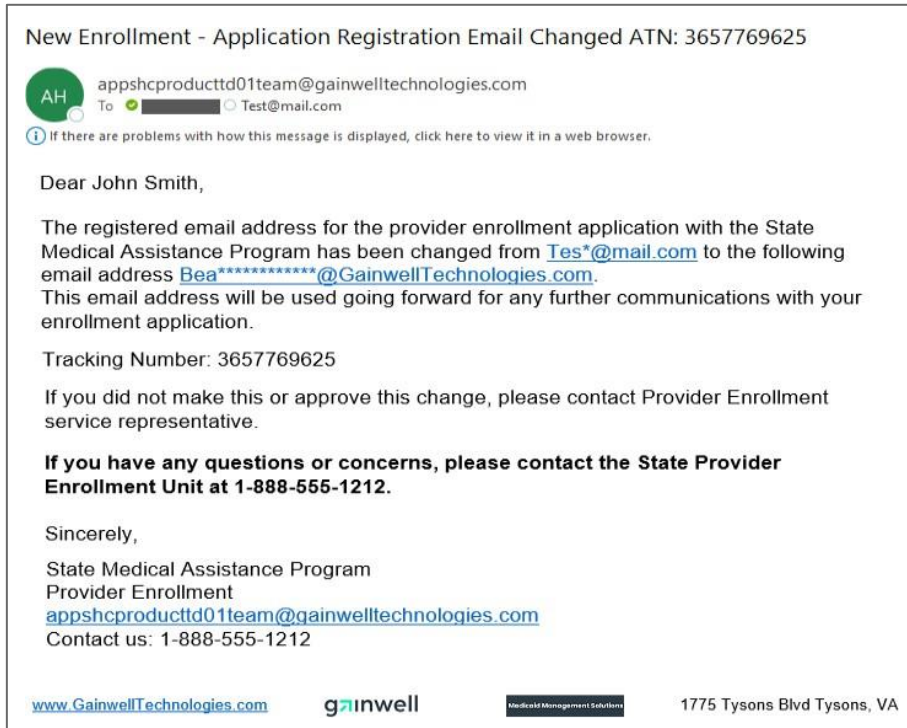 New Enrollment - Application Registration Email Changed ATN: 3657769625
AH
appshcproducttd01team@gainwelltechnologies.com
To Test@mail.com
If there are problems with how this message is displayed, click here to view it in a web browser.
Dear John Smith,
The registered email address for the provider enrollment application with the State
Medical Assistance Program has been changed from Tes*@mail.com to the following
email address Bea************@GainwellTechnologies.com.
This email address will be used going forward for any further communications with your
enrollment application.
Tracking Number: 3657769625
If you did not make this or approve this change, please contact Provider Enrollment
service representative.
If you have any questions or concerns, please contact the State Provider
Enrollment Unit at 1-888-555-1212.
Sincerely,
State Medical Assistance Program
Provider Enrollment
appshcproducttd01team@gainwelltechnologies.com
Contact us: 1-888-555-1212
www.GainwellTechnologies.com gainwell Medicaid Management Solutions 1775 Tysons Blvd Tysons, VA